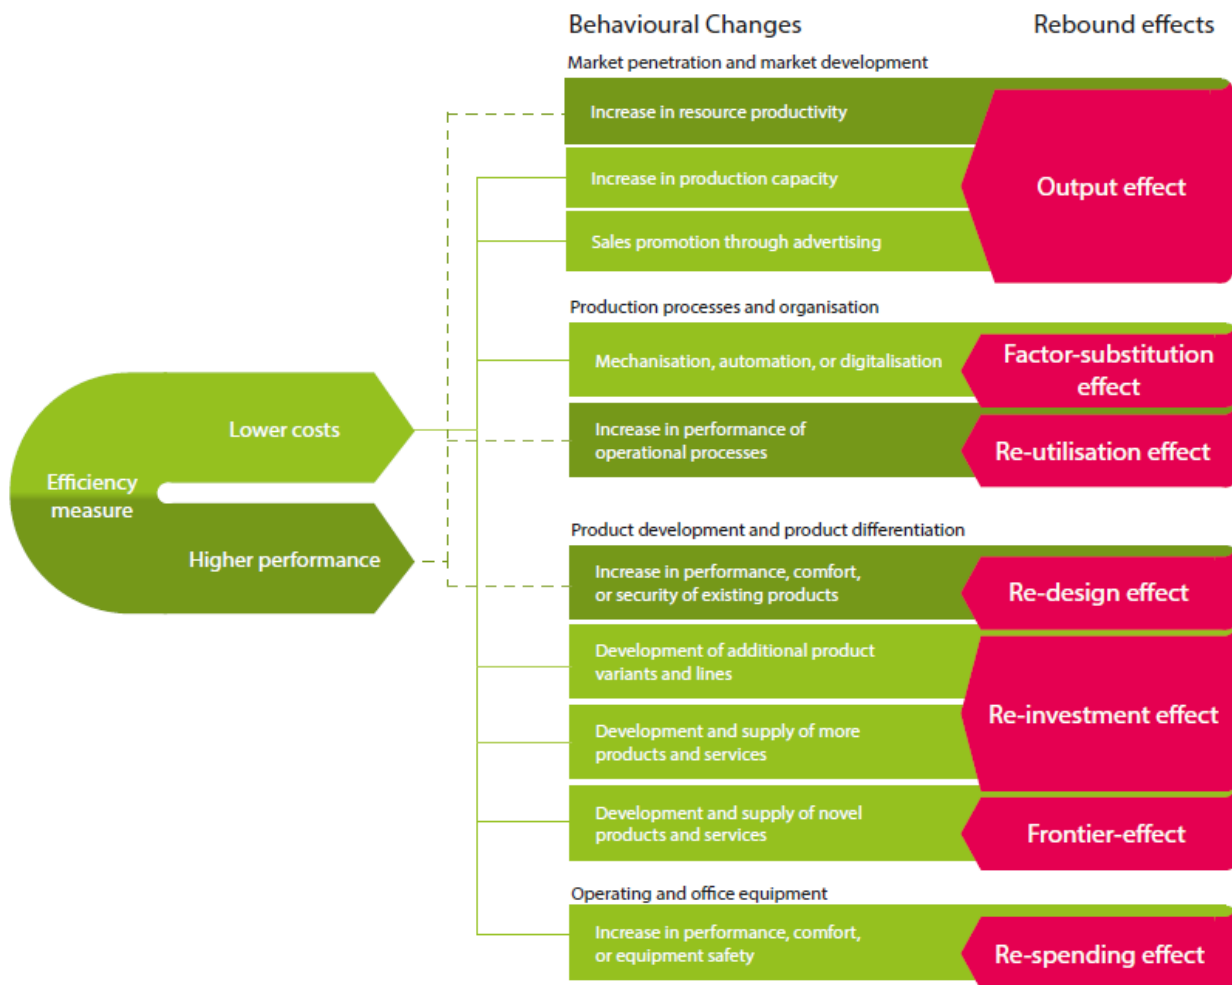 Behavioural Changes
Rebound effects
Market penetration and market development
Increase in resource productivity
Increase in production capacity
Output effect
Sales promotion through advertising
Production processes and organisation
Mechanisation, automation, or digitalisation
Factor-substitution
effect
Increase in performance of
operational processes
Re-utilisation effect
Lower costs
Efficiency
measure
Higher performance
Product development and product differentiation
Increase in performance, comfort,
or security of existing products
Re-design effect
Development of additional product
variants and lines
Re-investment effect
Development and supply of more
products and services
Development and supply of novel
products and services
Frontier-effect
Operating and office equipment
Increase in performance, comfort,
or equipment safety
Re-spending effect